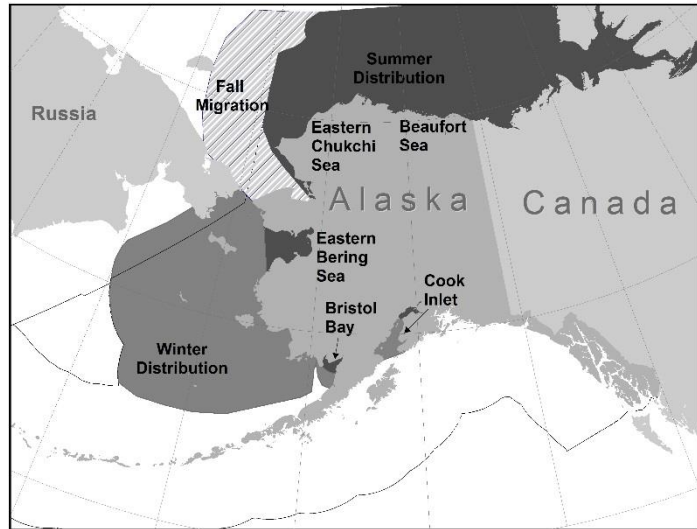 Summer
Distribution
Fall
Migration
Russia
Eastern
Chukchi
Sea
Beaufort
Sea
Alaska
Canada
Eastern
Bering
Sea
Cook
Inlet
Bristol
Bay
Winter
Distribution